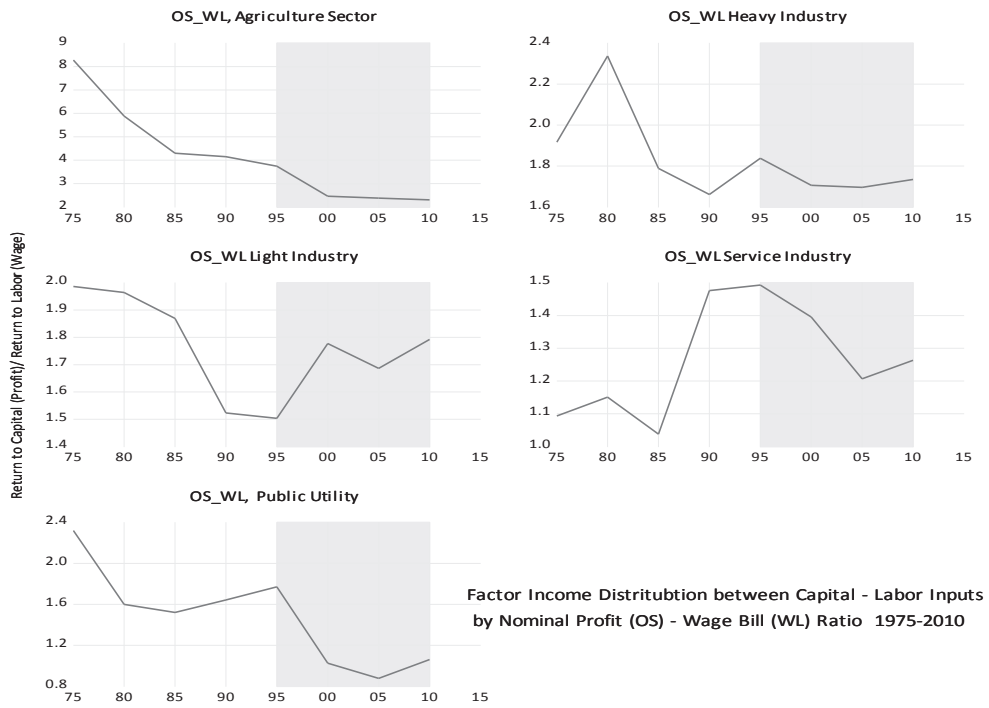 OS_WL, Agriculture Sector
9
8
7
6
5
4
3
2
75 80 85 90 95 00 05 10 15
OS_WL Heavy Industry
2.4
2.2
2.0
1.8
1.6
75 80 85 90 95 00 05 10 15
Return to Capital (Profit)/ Return to Labor (Wage)
OS_WL Light Industry
2.0
1.9
1.8
1.7
1.6
1.5
1.4
75 80 85 90 95 00 05 10 15
OS_WL Service Industry
1.5
1.4
1.3
1.2
1.1
1.0
75 80 85 90 95 00 05 10 15
OS_WL, Public Utility
2.4
2.0
1.6
1.2
0.8
75 80 85 90 95 00 05 10 15
Factor Income Distritubtion between Capital - Labor Inputs
by Nominal Profit (OS) - Wage Bill (WL) Ratio 1975-2010